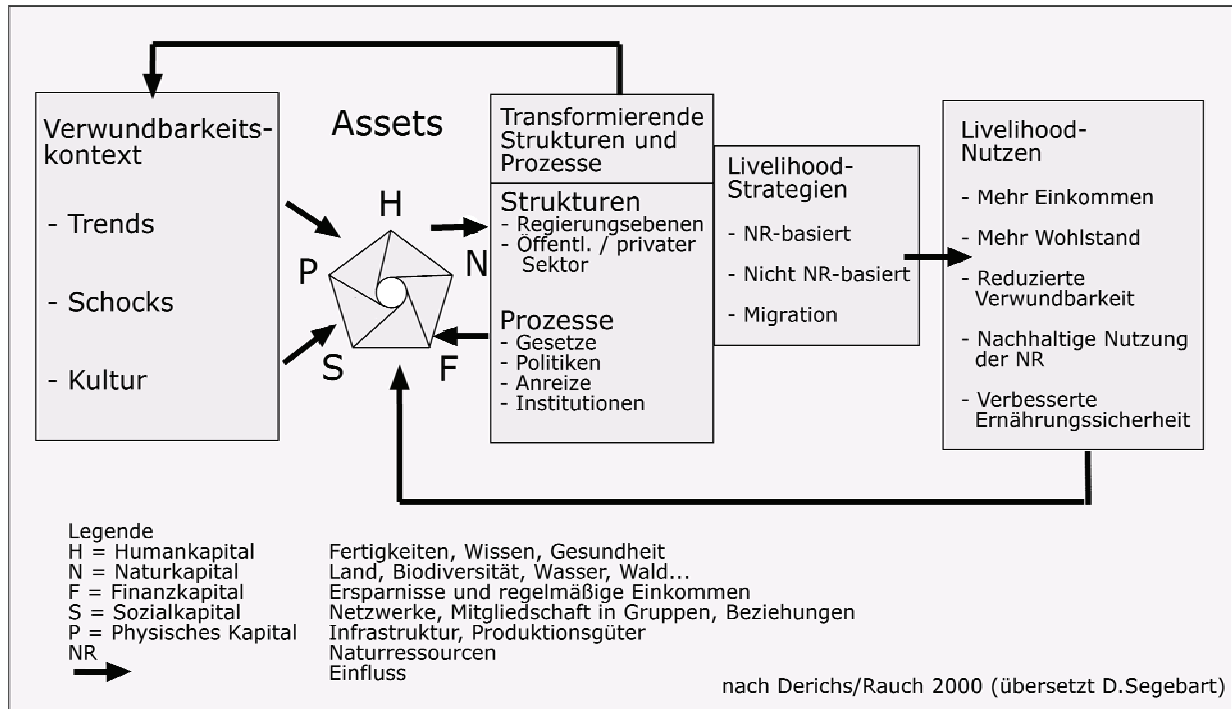 Verwundbarkeits-
kontext
- Trends
- Schocks
- Kultur
Assets
H
P
N
S
F
Transformierende
Strukturen und
Prozesse
Strukturen
- Regierungsebenen
- Öffentl. / privater
Sektor
Prozesse
- Gesetze
- Politiken
- Anreize
- Institutionen
Livelihood-
Strategien
- NR-basiert
- Nicht NR-basiert
- Migration
Livelihood-
Nutzen
- Mehr Einkommen
- Mehr Wohlstand
- Reduzierte
Verwundbarkeit
- Nachhaltige Nutzung
der NR
- Verbesserte
Ernährungssicherheit
Legende
H = Humankapital Fertigkeiten, Wissen, Gesundheit
N = Naturkapital Land, Biodiversität, Wasser, Wald...
F = Finanzkapital Ersparnisse und regelmäßige Einkommen
S = Sozialkapital Netzwerke, Mitgliedschaft in Gruppen, Beziehungen
P = Physisches Kapital Infrastruktur, Produktionsgüter
NR Naturressourcen
Einfluss
nach Derichs/Rauch 2000 (übersetzt D.Segebart)